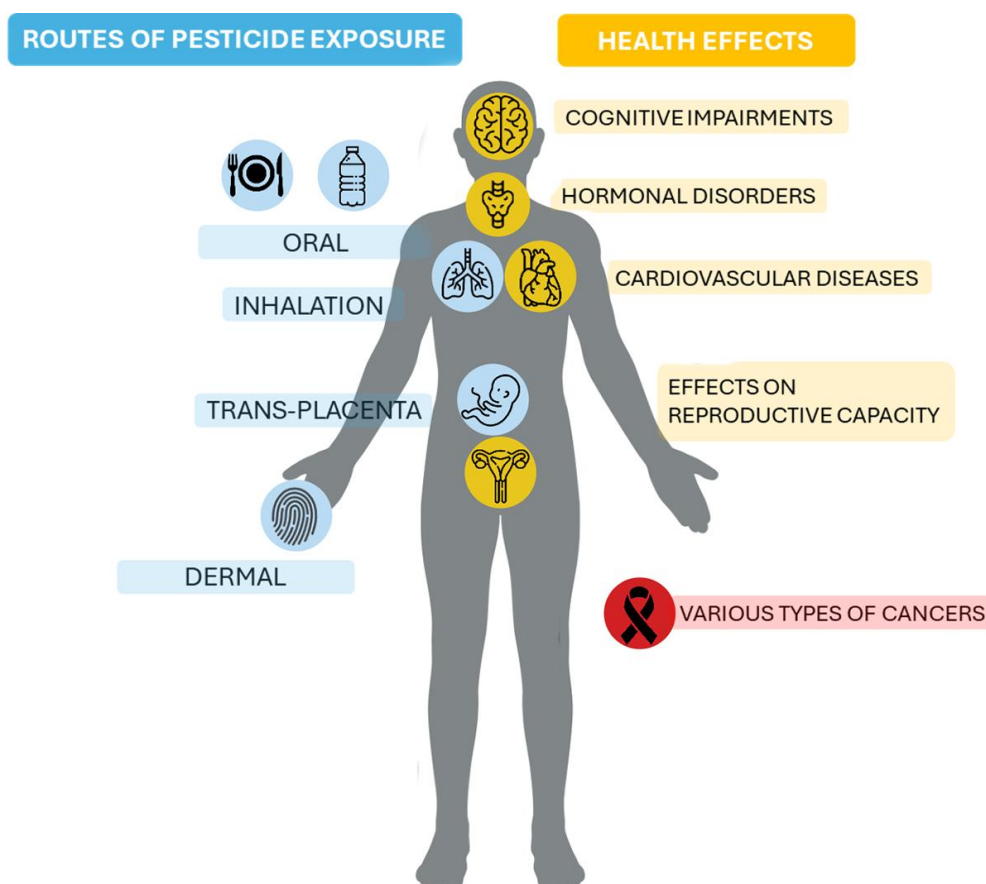 ROUTES OF PESTICIDE EXPOSURE
HEALTH EFFECTS
COGNITIVE IMPAIRMENTS
HORMONAL DISORDERS
ORAL
CARDIOVASCULAR DISEASES
INHALATION
EFFECTS ON
REPRODUCTIVE CAPACITY
TRANS-PLACENTA
DERMAL
VARIOUS TYPES OF CANCERS